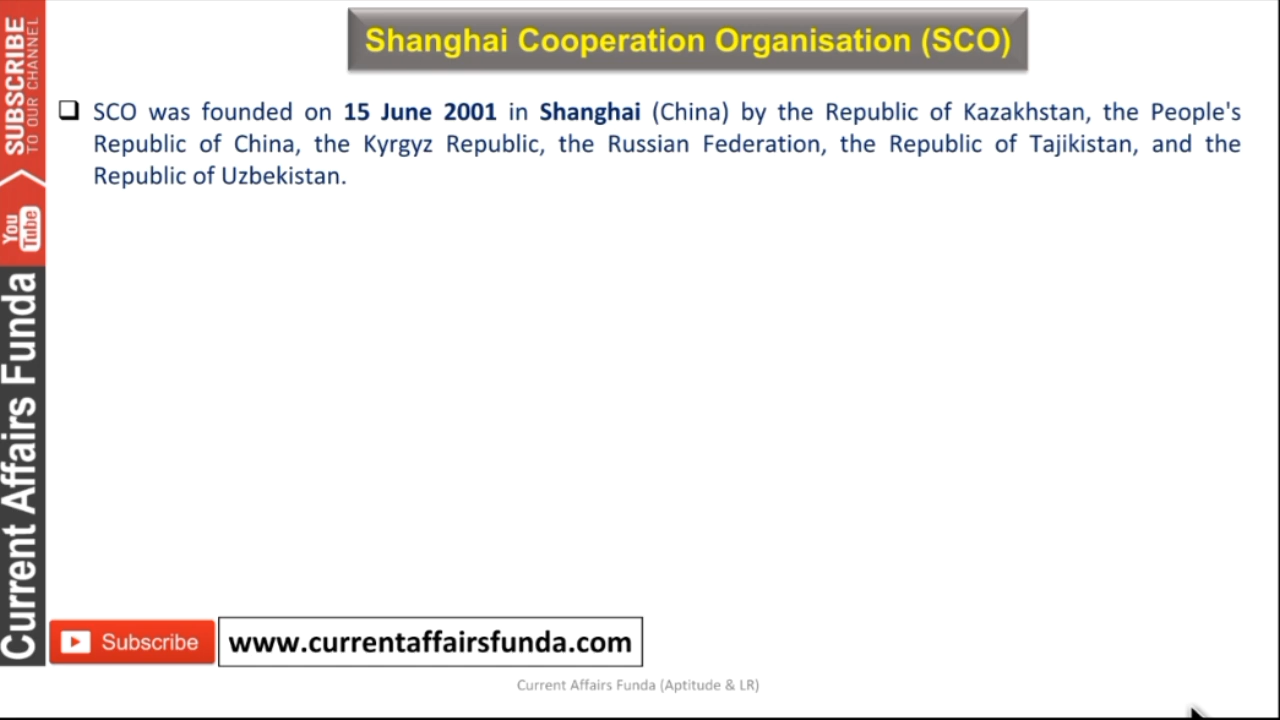 Shanghai Cooperation Organisation (SCO)
SCO was founded on 15 June 2001 in Shanghai (China) by the Republic of Kazakhstan, the People's
Republic of China, the Kyrgyz Republic, the Russian Federation, the Republic of Tajikistan, and the
Republic of Uzbekistan.
SUBSCRIBE
TO OUR CHANNEL
You
Tube
Current Affairs Funda
Subscribe
www.currentaffairsfunda.com
Current Affairs Funda (Aptitude & LR)